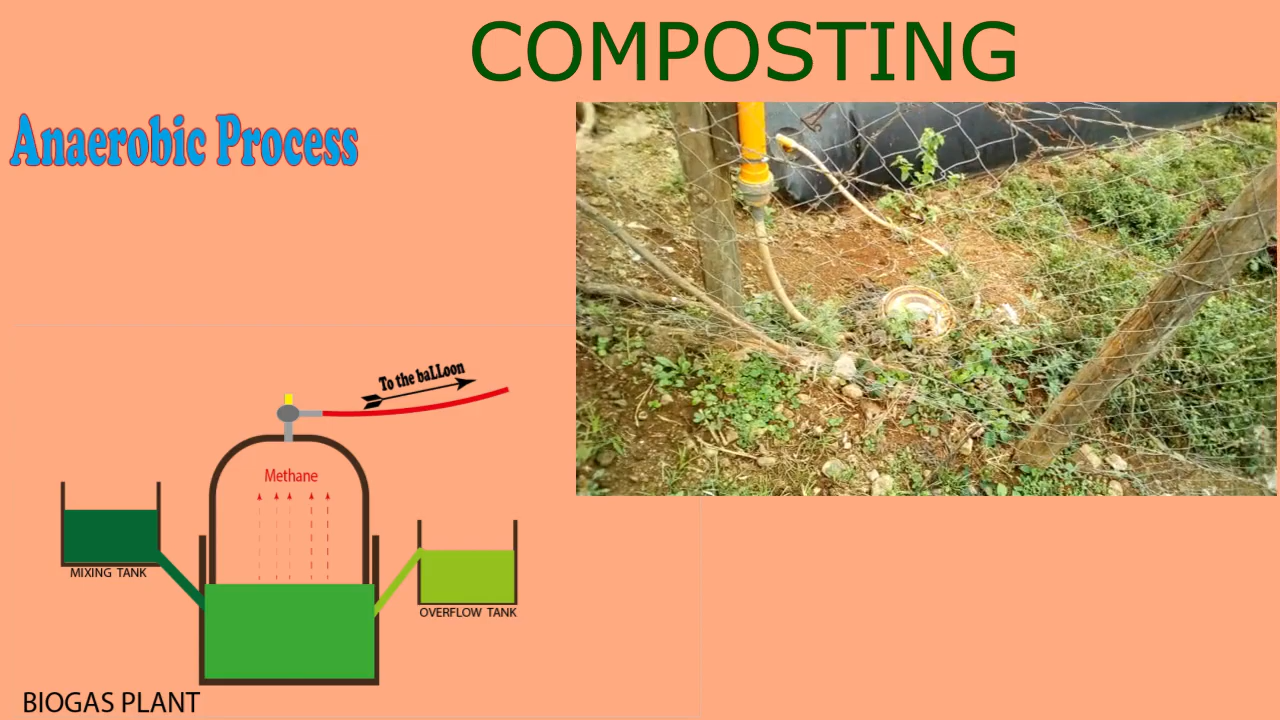 COMPOSTING
Anaerobic Process
To the baLLoon
Methane
MIXING TANK
OVERFLOW TANK
BIOGAS PLANT